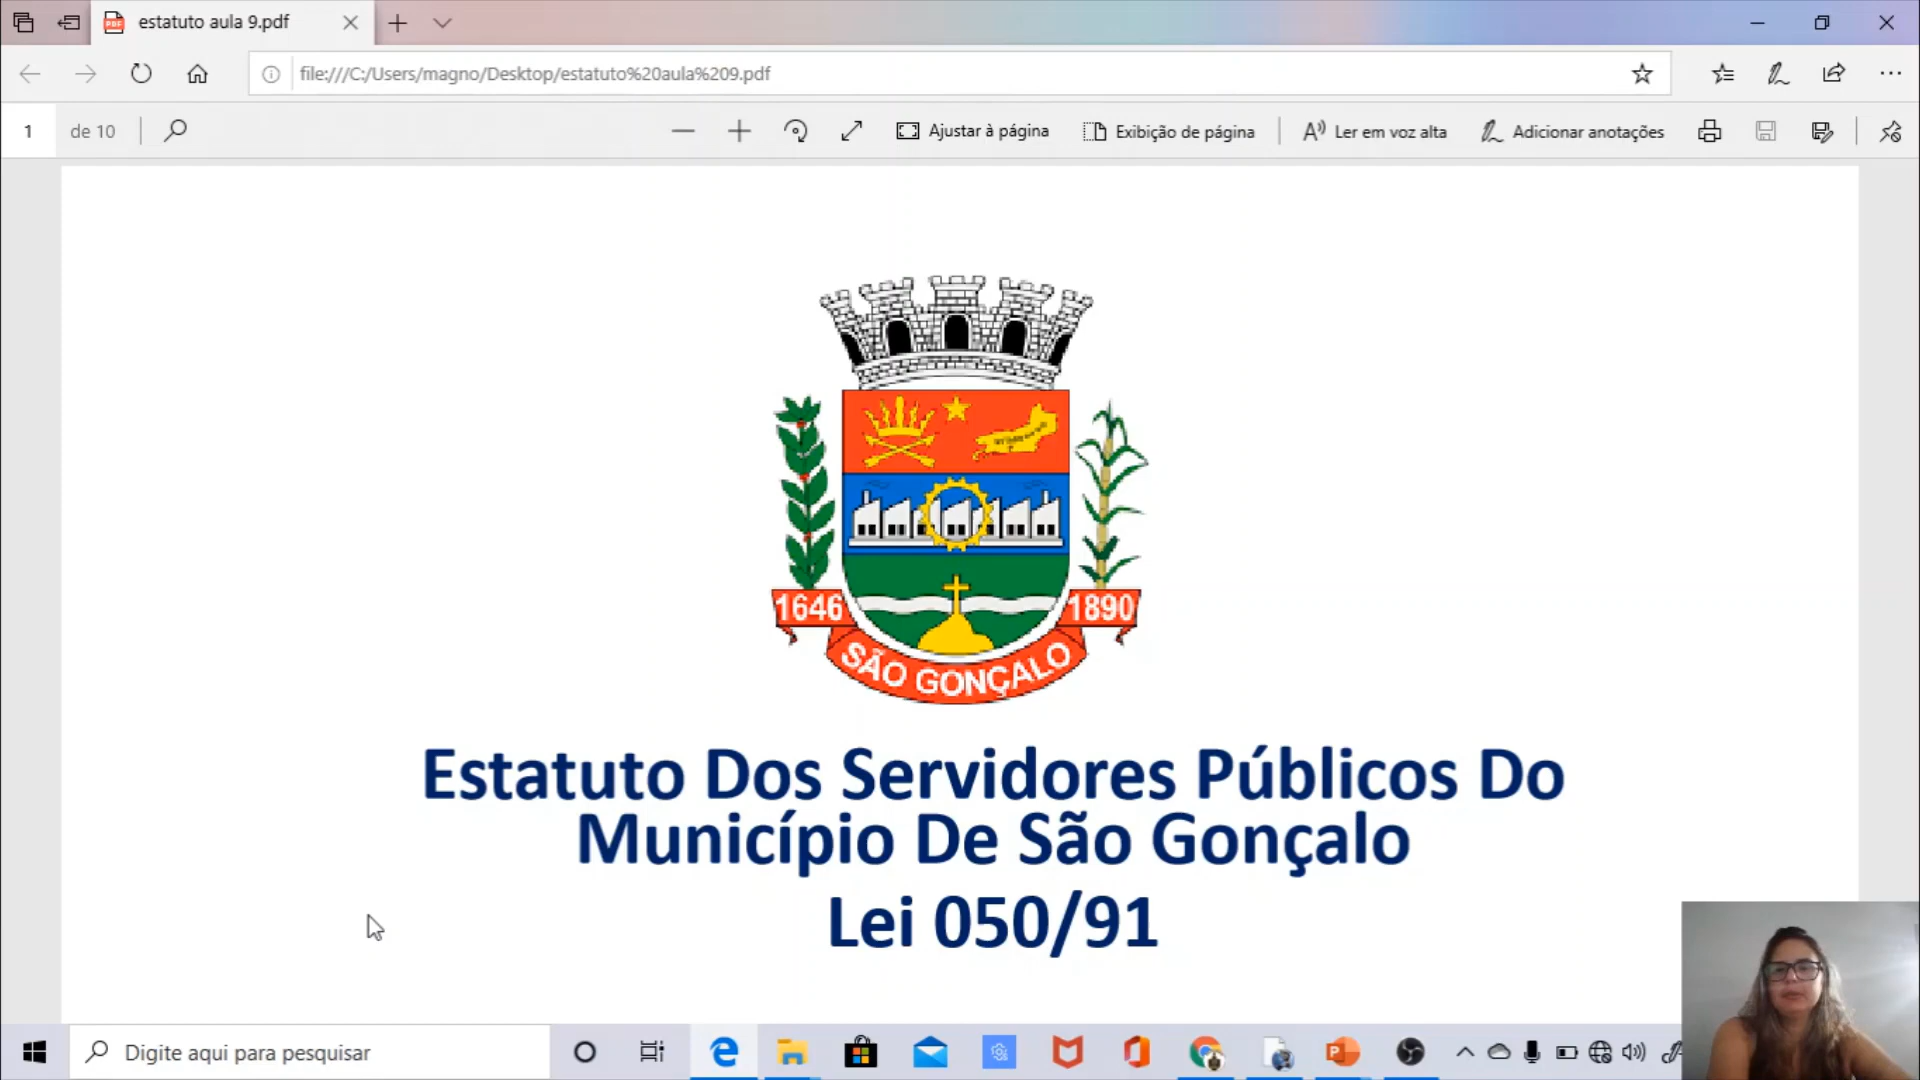 estatuto aula 9.pdf
file:///C:/Users/magno/Desktop/estatuto%20aula%209.pdf
1 de 10
Ajustar à página
Exibição de página
Ler em voz alta
Adicionar anotações
1646
1890
SÃO GONÇALO
Estatuto Dos Servidores Públicos Do
Município De São Gonçalo
Lei 050/91
Digite aqui para pesquisar